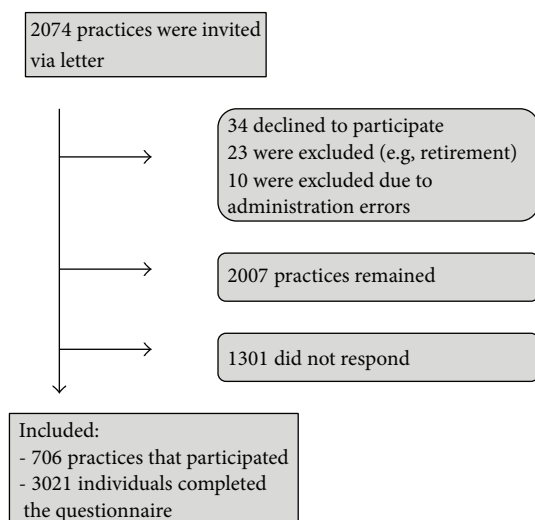 2074 practices were invited
via letter
34 declined to participate
23 were excluded (e.g, retirement)
10 were excluded due to
administration errors
2007 practices remained
1301 did not respond
Included:
- 706 practices that participated
- 3021 individuals completed
the questionnaire